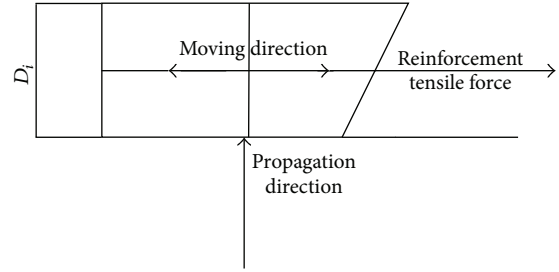 D_i
Moving direction
Reinforcement
tensile force
Propagation
direction